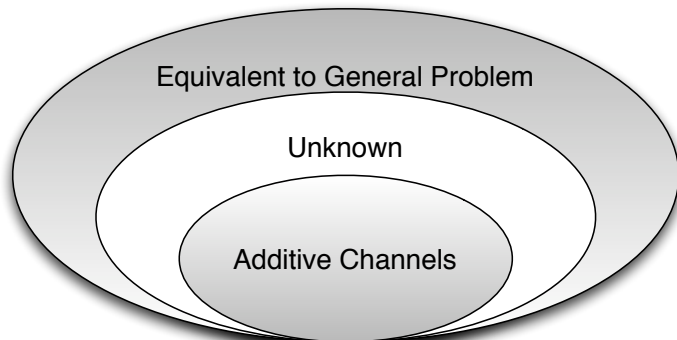 Equivalent to General Problem
Unknown
Additive Channels